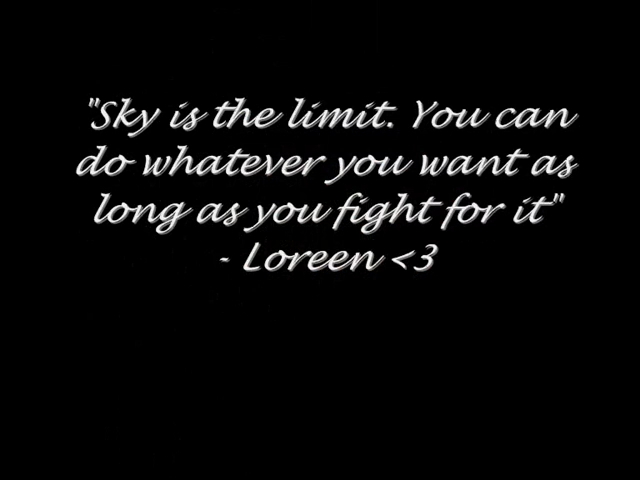 "Sky is the limit. You can
do whatever you want as
long as you fight for it"
- Loreen <3